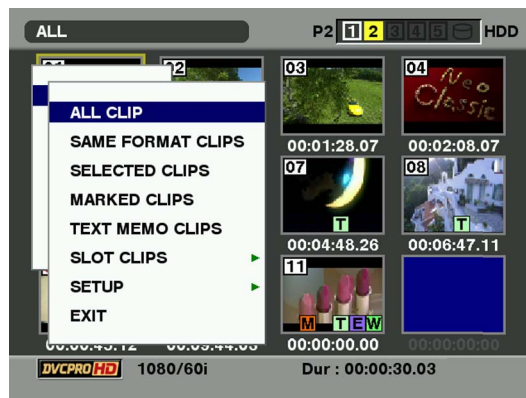 ALL P2 1 2 3 4 5 HDD
02 03 04
Neo
Classic
ALL CLIP
SAME FORMAT CLIPS
SELECTED CLIPS
MARKED CLIPS
TEXT MEMO CLIPS
SLOT CLIPS
SETUP
EXIT
00:01:28.07 00:02:08.07
07 08
T T
00:04:48.26 00:06:47.11
11
M T E W
00:00:00.00 00:00:00.00
DVCPRO HD 1080/60i Dur : 00:00:30.03